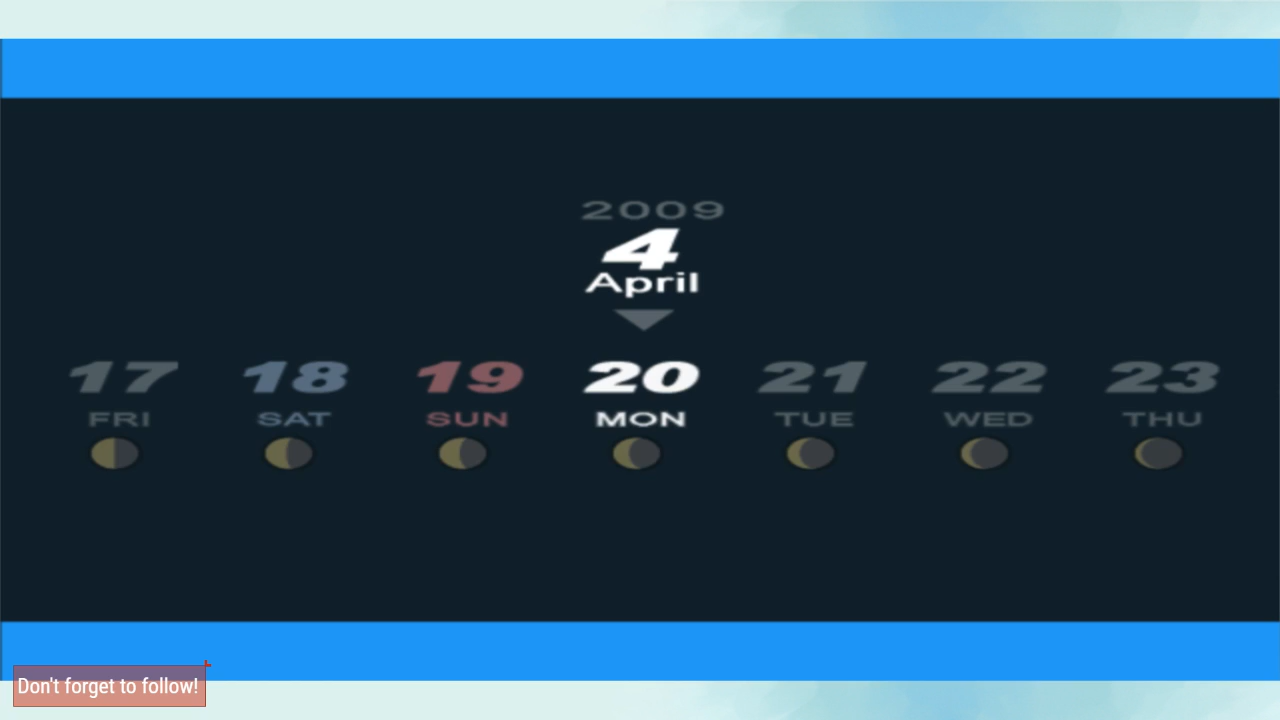 2009
4
April
17 18 19 20 21 22 23
FRI SAT SUN MON TUE WED THU
Don't forget to follow!